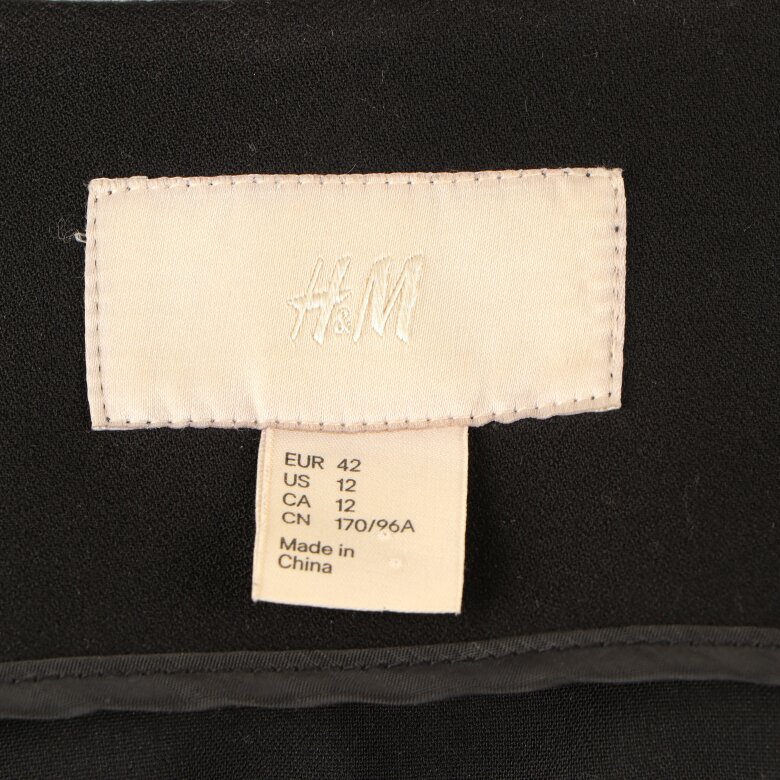 H&M
EUR 42
US 12
CA 12
CN 170/96A
Made in
China